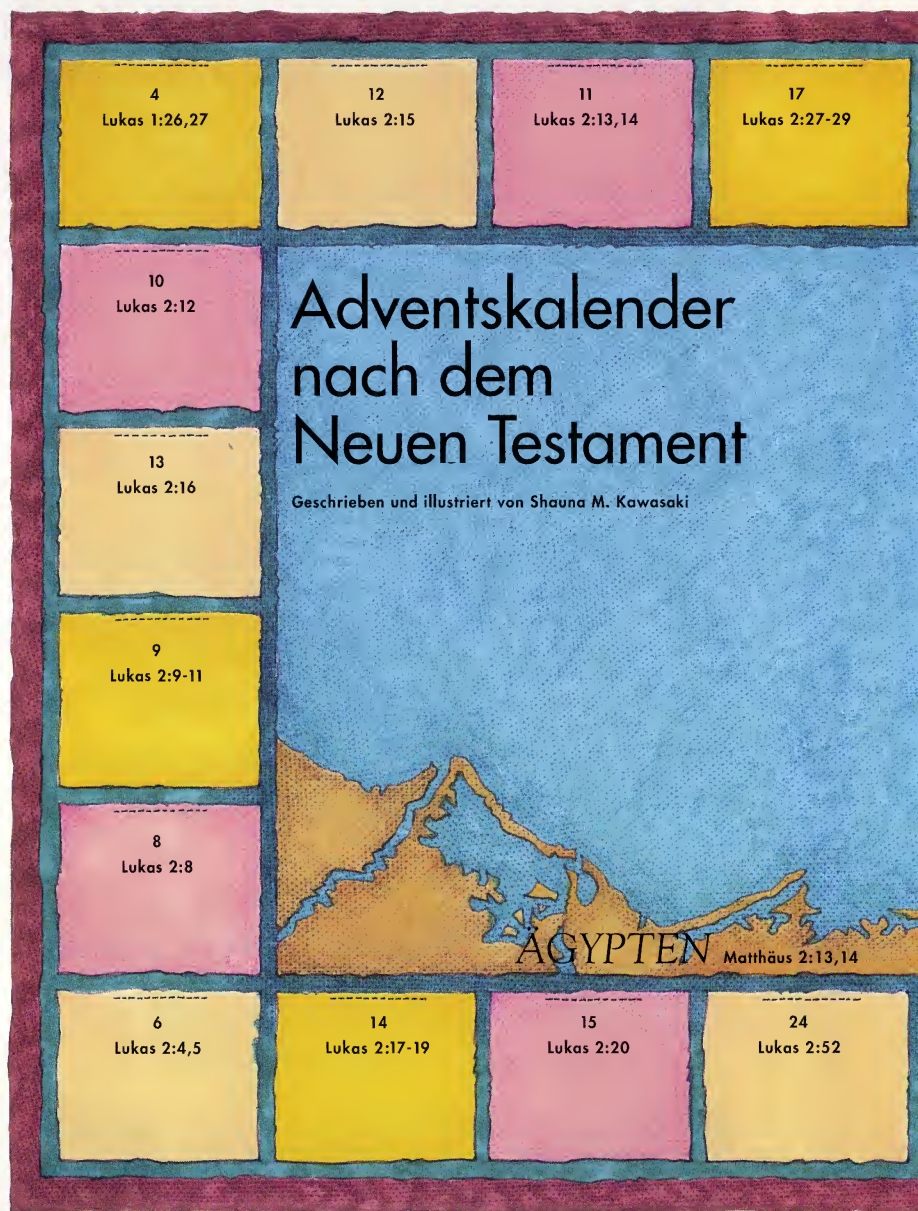 4
Lukas 1:26,27
12
Lukas 2:15
11
Lukas 2:13,14
17
Lukas 2:27-29
10
Lukas 2:12
Adventskalender
nach dem
Neuen Testament
Geschrieben und illustriert von Shauna M. Kawasaki
13
Lukas 2:16
9
Lukas 2:9-11
8
Lukas 2:8
ÄGYPTEN Matthäus 2:13,14
6
Lukas 2:4,5
14
Lukas 2:17-19
15
Lukas 2:20
24
Lukas 2:52